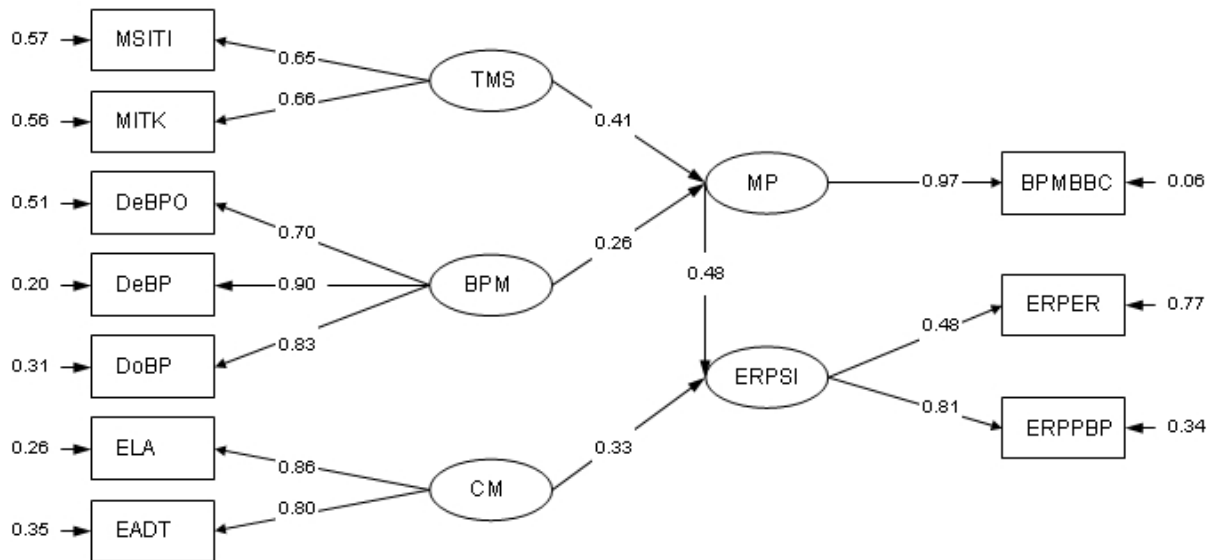 0.57 MSITI
0.65
TMS
0.56 MITK
0.66
0.41
MP
0.97
BPMBBC 0.06
0.51 DeBPO
0.70
0.26
0.20 DeBP
0.90
BPM
0.48
ERPER 0.77
0.48
0.31 DoBP
0.83
ERPSI
0.81
ERPPBP 0.34
0.26 ELA
0.86
0.33
CM
0.80
0.35 EADT